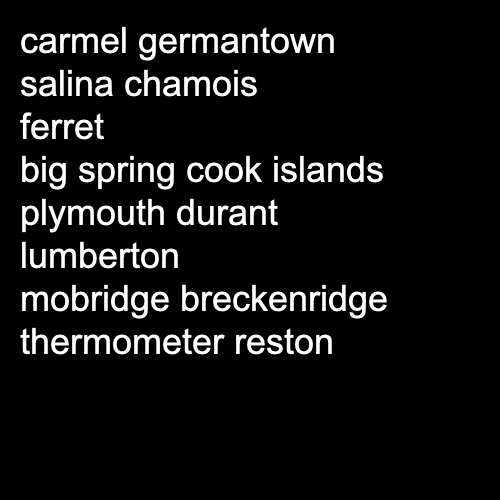 carmel germantown
salina chamois
ferret
big spring cook islands
plymouth durant
lumberton
mobridge breckenridge
thermometer reston